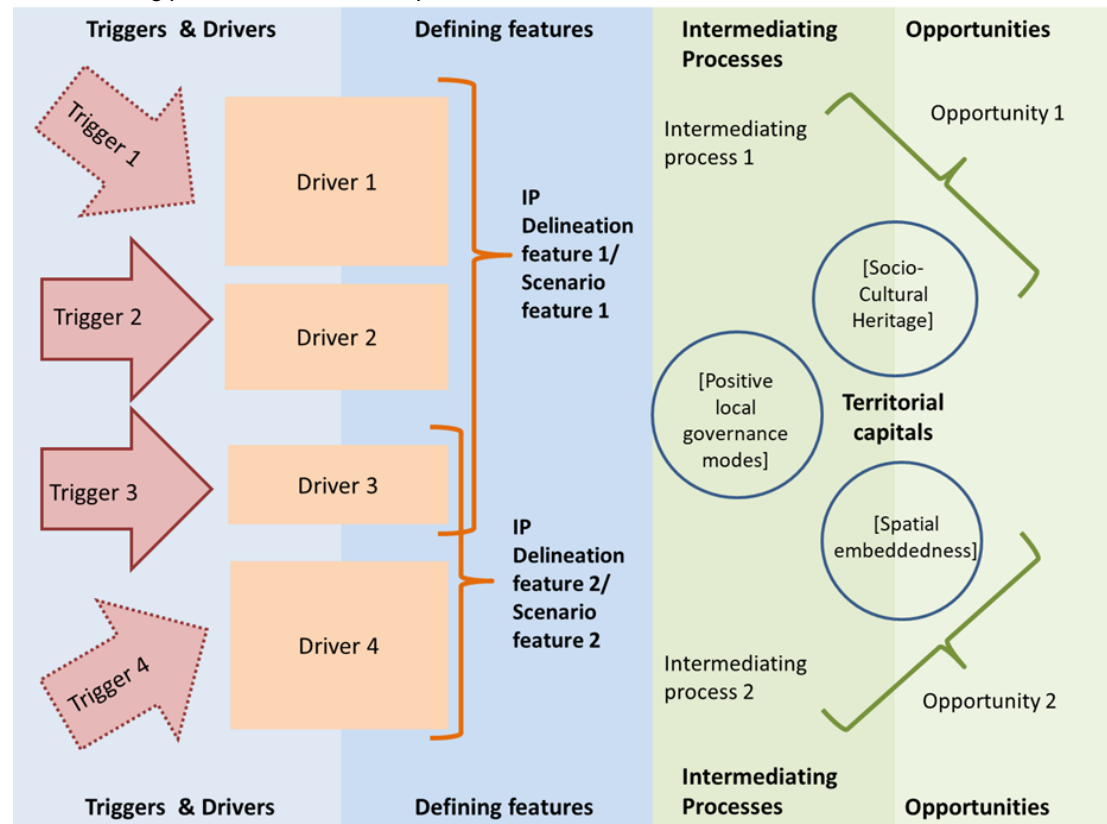 Triggers & Drivers
Defining features
Intermediating
Processes
Opportunities
Trigger 1
Trigger 2
Trigger 3
Trigger 4
Driver 1
Driver 2
Driver 3
Driver 4
IP
Delineation
feature 1/
Scenario
feature 1
IP
Delineation
feature 2/
Scenario
feature 2
Intermediating
process 1
Opportunity 1
[Socio-
Cultural
Heritage]
[Positive
local
governance
modes]
Territorial
capitals
[Spatial
embeddedness]
Intermediating
process 2
Opportunity 2
Triggers & Drivers
Defining features
Intermediating
Processes
Opportunities